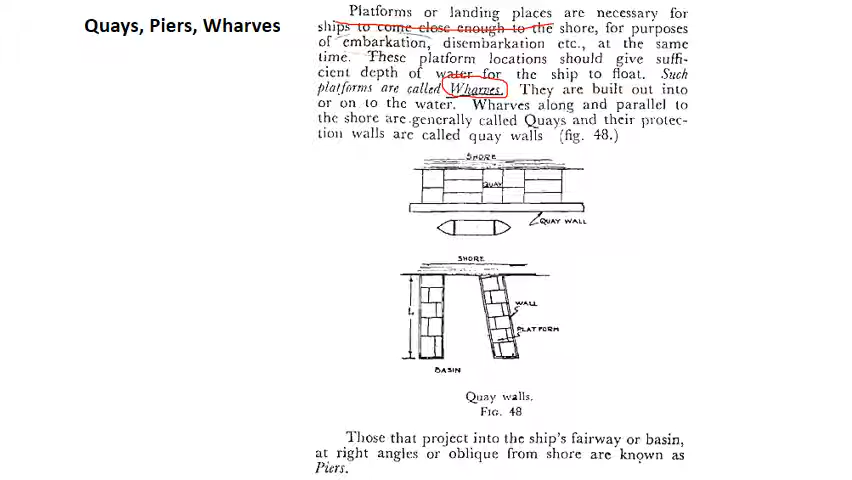 Quays, Piers, Wharves
Platforms or landing places are necessary for
ships to come close enough to the shore, for purposes
of embarkation, disembarkation etc., at the same
time. These platform locations should give suffi-
cient depth of water for the ship to float. Such
platforms are called Wharves. They are built out into
or on to the water. Wharves along and parallel to
the shore are generally called Quays and their protec-
tion walls are called quay walls (fig. 48.)
SHORE
QUAY
QUAY WALL
SHORE
L
WALL
PLATFORM
BASIN
Quay walls.
FIG. 48
Those that project into the ship's fairway or basin,
at right angles or oblique from shore are known as
Piers.